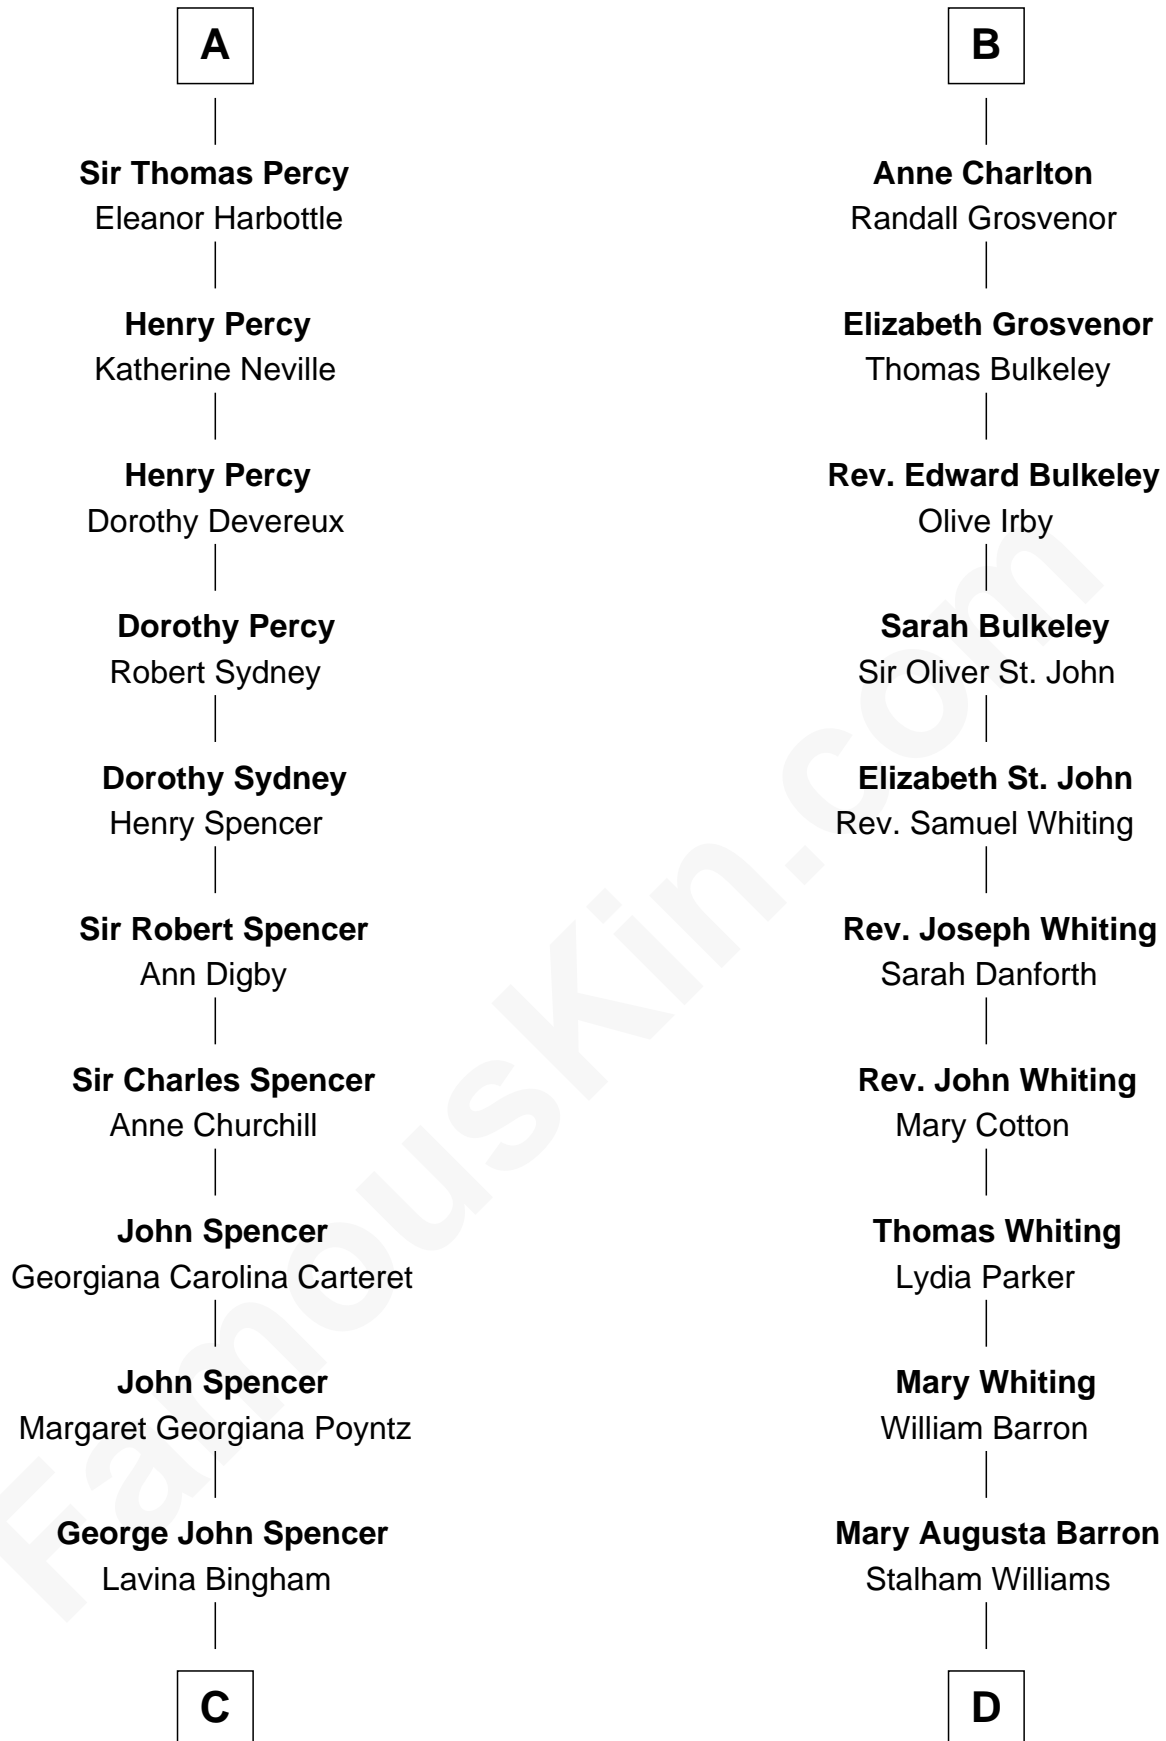 A
Sir Thomas Percy
Eleanor Harbottle
Henry Percy
Katherine Neville
Henry Percy
Dorothy Devereux
Dorothy Percy
Robert Sydney
Dorothy Sydney
Henry Spencer
Sir Robert Spencer
Ann Digby
Sir Charles Spencer
Anne Churchill
John Spencer
Georgiana Carolina Carteret
John Spencer
Margaret Georgiana Poyntz
George John Spencer
Lavina Bingham
C
B
Anne Charlton
Randall Grosvenor
Elizabeth Grosvenor
Thomas Bulkeley
Rev. Edward Bulkeley
Olive Irby
Sarah Bulkeley
Sir Oliver St. John
Elizabeth St. John
Rev. Samuel Whiting
Rev. Joseph Whiting
Sarah Danforth
Rev. John Whiting
Mary Cotton
Thomas Whiting
Lydia Parker
Mary Whiting
William Barron
Mary Augusta Barron
Stalham Williams
D
FamousKin.com